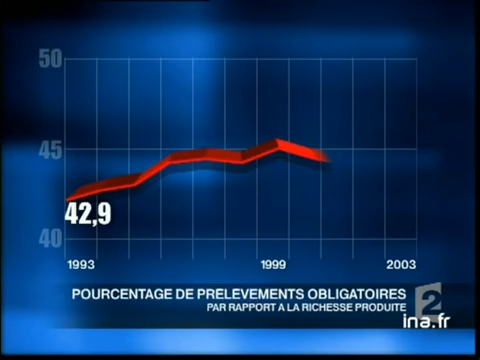 50
45
42,9
40
1993 1999 2003
POURCENTAGE DE PRELEVEMENTS OBLIGATOIRES
PAR RAPPORT A LA RICHESSE PRODUITE
2
ina.fr